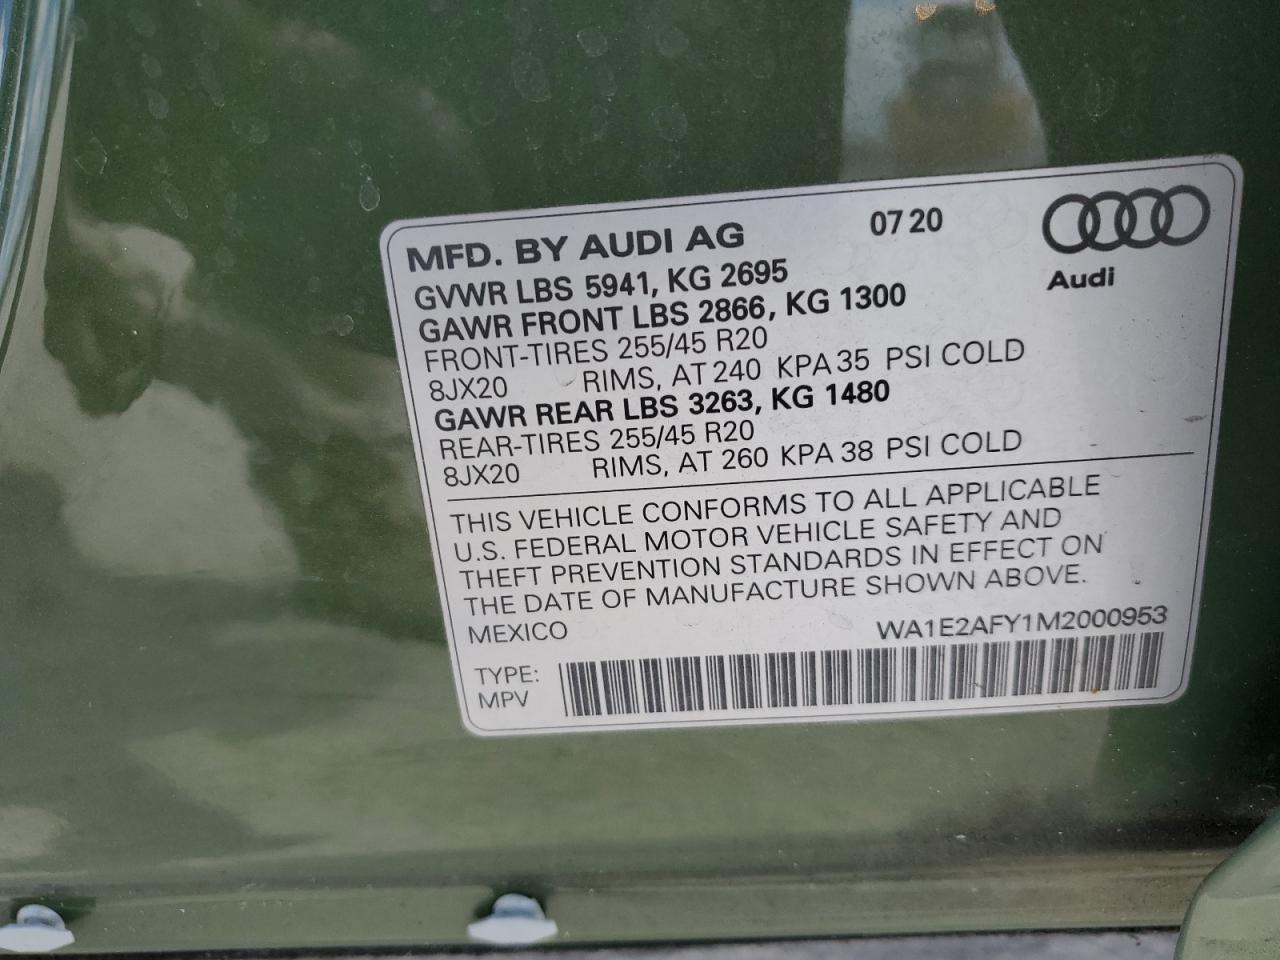 MFD. BY AUDI AG 07 20
Audi
GVWR LBS 5941, KG 2695
GAWR FRONT LBS 2866, KG 1300
FRONT-TIRES 255/45 R20
8JX20 RIMS, AT 240 KPA 35 PSI COLD
GAWR REAR LBS 3263, KG 1480
REAR-TIRES 255/45 R20
8JX20 RIMS, AT 260 KPA 38 PSI COLD
THIS VEHICLE CONFORMS TO ALL APPLICABLE
U.S. FEDERAL MOTOR VEHICLE SAFETY AND
THEFT PREVENTION STANDARDS IN EFFECT ON
THE DATE OF MANUFACTURE SHOWN ABOVE.
MEXICO WA1E2AFY1M2000953
TYPE:
MPV